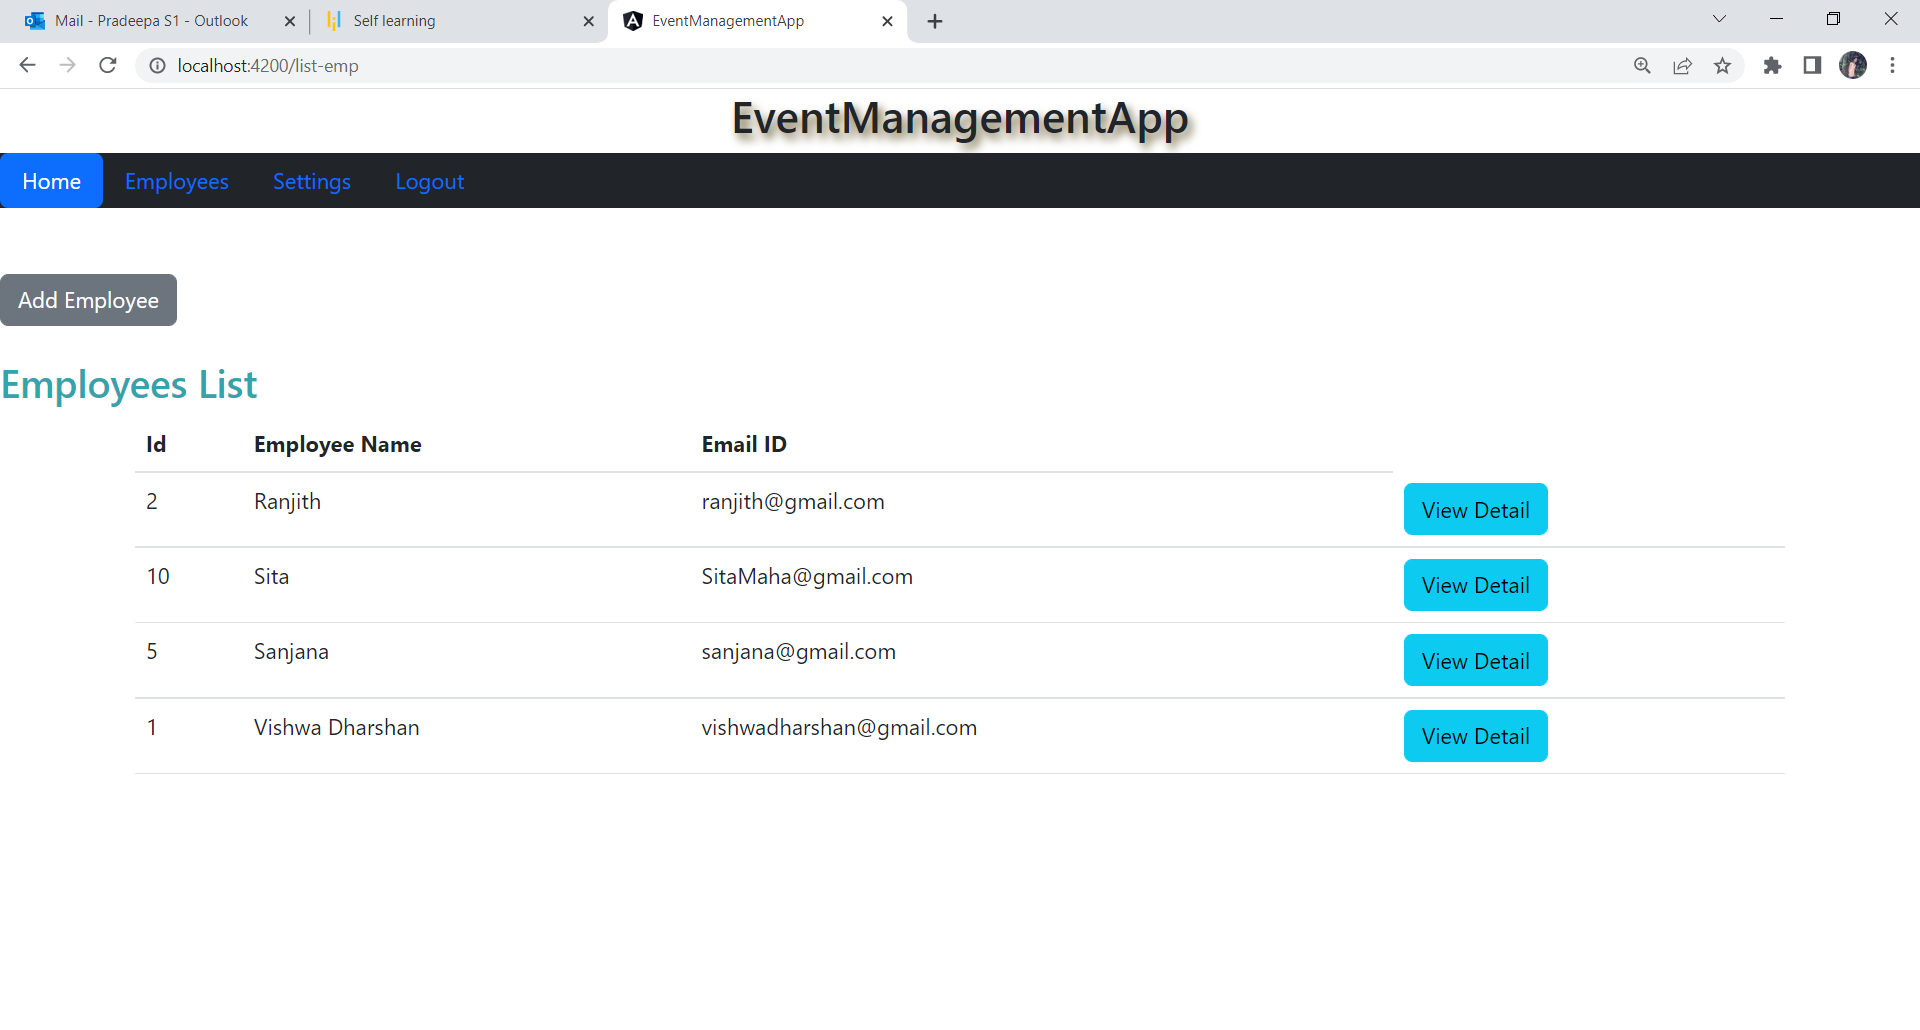 Mail - Pradeepa S1 - Outlook
Self learning
EventManagementApp
localhost:4200/list-emp
EventManagementApp
Home Employees Settings Logout
Add Employee
Employees List
Id Employee Name Email ID
2 Ranjith ranjith@gmail.com View Detail
10 Sita SitaMaha@gmail.com View Detail
5 Sanjana sanjana@gmail.com View Detail
1 Vishwa Dharshan vishwadharshan@gmail.com View Detail